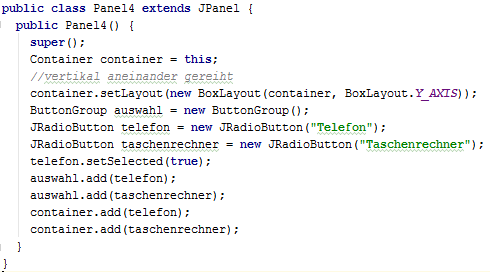 public class Panel4 extends JPanel {
  public Panel4() {
    super();
    Container container = this;
    //vertikal aneinander gereiht
    container.setLayout(new BoxLayout(container, BoxLayout.Y_AXIS));
    ButtonGroup auswahl = new ButtonGroup();
    JRadioButton telefon = new JRadioButton("Telefon");
    JRadioButton taschenrechner = new JRadioButton("Taschenrechner");
    telefon.setSelected(true);
    auswahl.add(telefon);
    auswahl.add(taschenrechner);
    container.add(telefon);
    container.add(taschenrechner);
  }
}